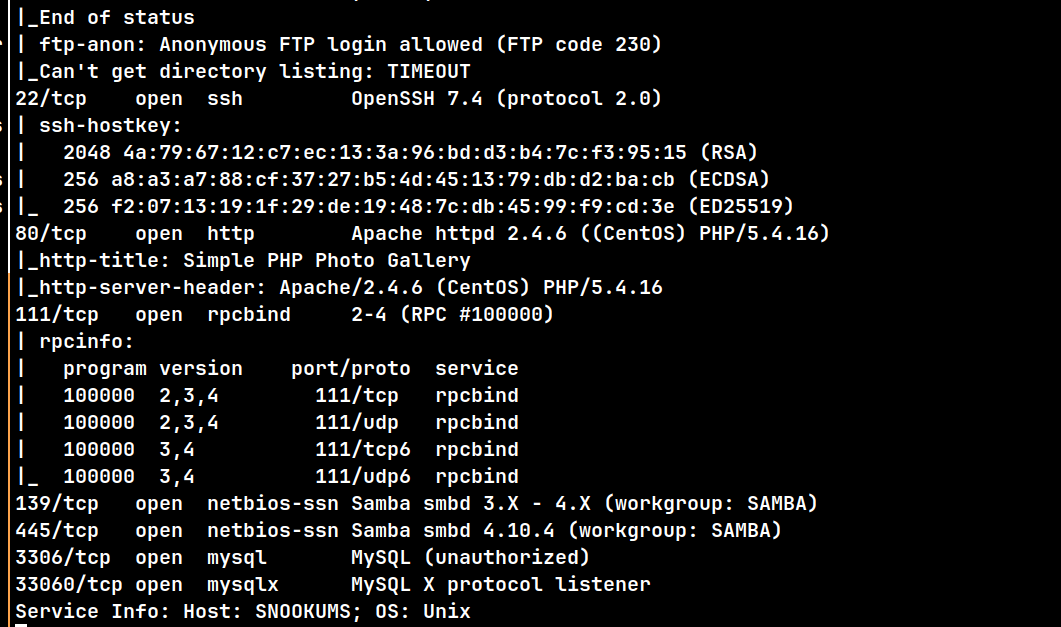 |_End of status
| ftp-anon: Anonymous FTP login allowed (FTP code 230)
|_Can't get directory listing: TIMEOUT
22/tcp    open  ssh         OpenSSH 7.4 (protocol 2.0)
| ssh-hostkey:
|   2048 4a:79:67:12:c7:ec:13:3a:96:bd:d3:b4:7c:f3:95:15 (RSA)
|   256 a8:a3:a7:88:cf:37:27:b5:4d:45:13:79:db:d2:ba:cb (ECDSA)
|_  256 f2:07:13:19:1f:29:de:19:48:7c:db:45:99:f9:cd:3e (ED25519)
80/tcp    open  http        Apache httpd 2.4.6 ((CentOS) PHP/5.4.16)
|_http-title: Simple PHP Photo Gallery
|_http-server-header: Apache/2.4.6 (CentOS) PHP/5.4.16
111/tcp   open  rpcbind     2-4 (RPC #100000)
| rpcinfo:
|   program version    port/proto  service
|   100000  2,3,4        111/tcp   rpcbind
|   100000  2,3,4        111/udp   rpcbind
|   100000  3,4          111/tcp6  rpcbind
|_  100000  3,4          111/udp6  rpcbind
139/tcp   open  netbios-ssn Samba smbd 3.X - 4.X (workgroup: SAMBA)
445/tcp   open  netbios-ssn Samba smbd 4.10.4 (workgroup: SAMBA)
3306/tcp  open  mysql       MySQL (unauthorized)
33060/tcp open  mysqlx      MySQL X protocol listener
Service Info: Host: SNOOKUMS; OS: Unix